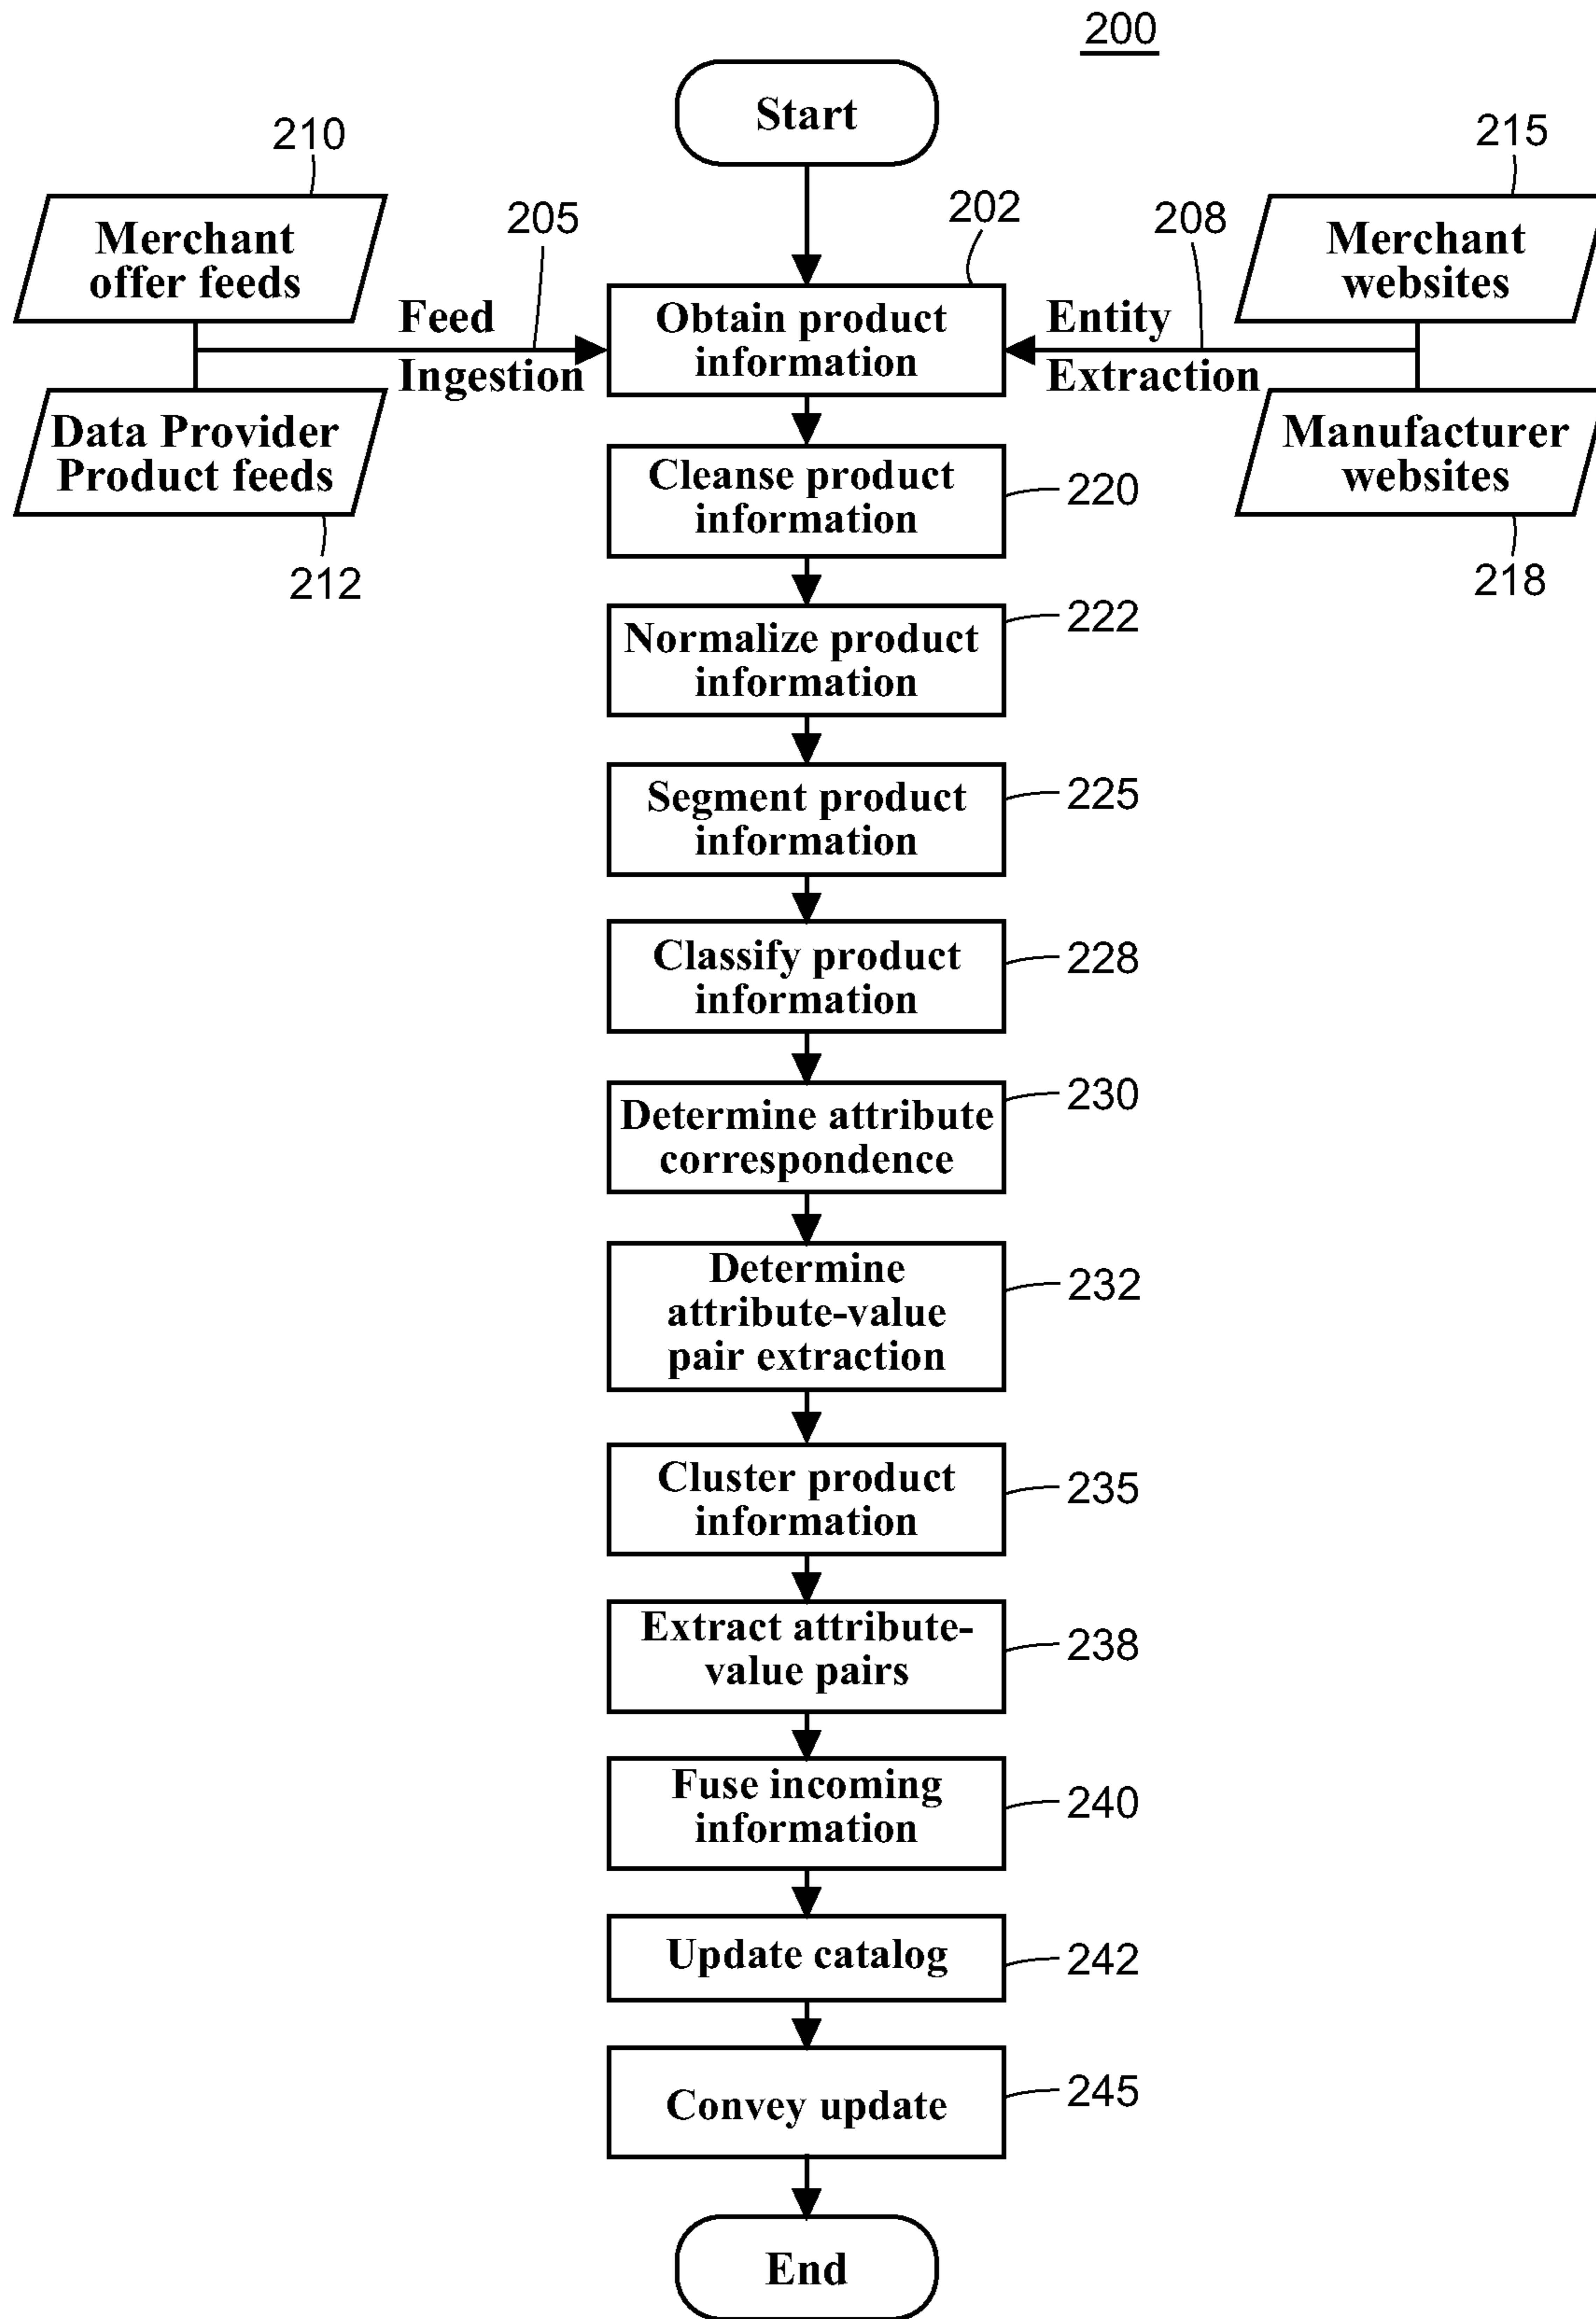 200
Start
210
215
202
205
208
Merchant
offer feeds
Merchant
websites
Feed
Ingestion
Obtain product
information
Entity
Extraction
Data Provider
Product feeds
Manufacturer
websites
212
218
Cleanse product
information
220
Normalize product
information
222
Segment product
information
225
Classify product
information
228
Determine attribute
correspondence
230
Determine
attribute-value
pair extraction
232
Cluster product
information
235
Extract attribute-
value pairs
238
Fuse incoming
information
240
Update catalog
242
Convey update
245
End